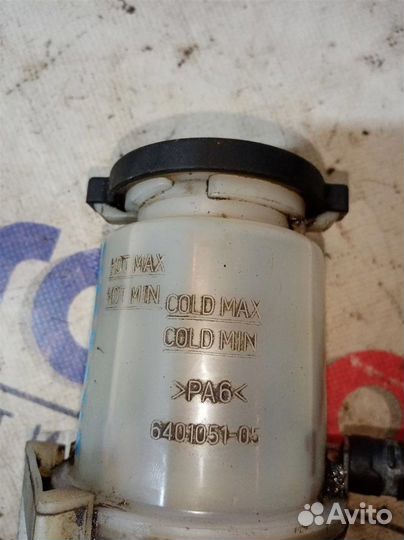 HOT MAX
HOT MIN
COLD MAX
COLD MIN
>PA6<
6401051-05
Avito